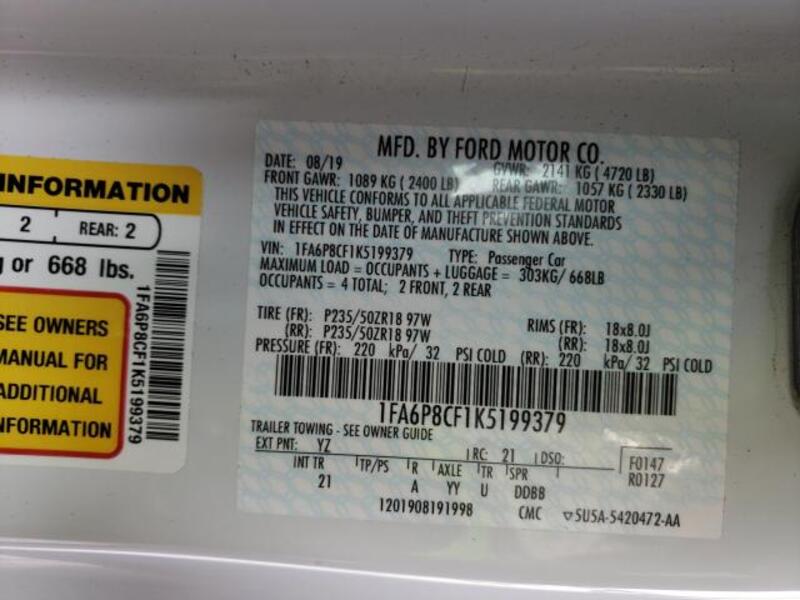 INFORMATION
2 REAR: 2
or 668 lbs.
SEE OWNERS
MANUAL FOR
ADDITIONAL
INFORMATION
1FA6P8CF1K5199379
MFD. BY FORD MOTOR CO.
DATE: 08/19 GVWR: 2141 KG ( 4720 LB)
FRONT GAWR: 1089 KG ( 2400 LB) REAR GAWR: 1057 KG ( 2330 LB)
THIS VEHICLE CONFORMS TO ALL APPLICABLE FEDERAL MOTOR
VEHICLE SAFETY, BUMPER, AND THEFT PREVENTION STANDARDS
IN EFFECT ON THE DATE OF MANUFACTURE SHOWN ABOVE.
VIN: 1FA6P8CF1K5199379 TYPE: Passenger Car
MAXIMUM LOAD = OCCUPANTS + LUGGAGE = 303KG/ 668LB
OCCUPANTS = 4 TOTAL; 2 FRONT, 2 REAR
TIRE (FR): P235/50ZR18 97W RIMS (FR): 18x8.0J
(RR): P235/50ZR18 97W (RR): 18x8.0J
PRESSURE (FR): 220 kPa/ 32 PSI COLD (RR): 220 kPa/ 32 PSI COLD
1FA6P8CF1K5199379
TRAILER TOWING - SEE OWNER GUIDE
EXT PNT: YZ RC: 21 DSO: F0147
INT TR TP/PS R AXLE TR SPR R0127
21 A YY U DDBB
1201908191998 CMC ▽5U5A-5420472-AA